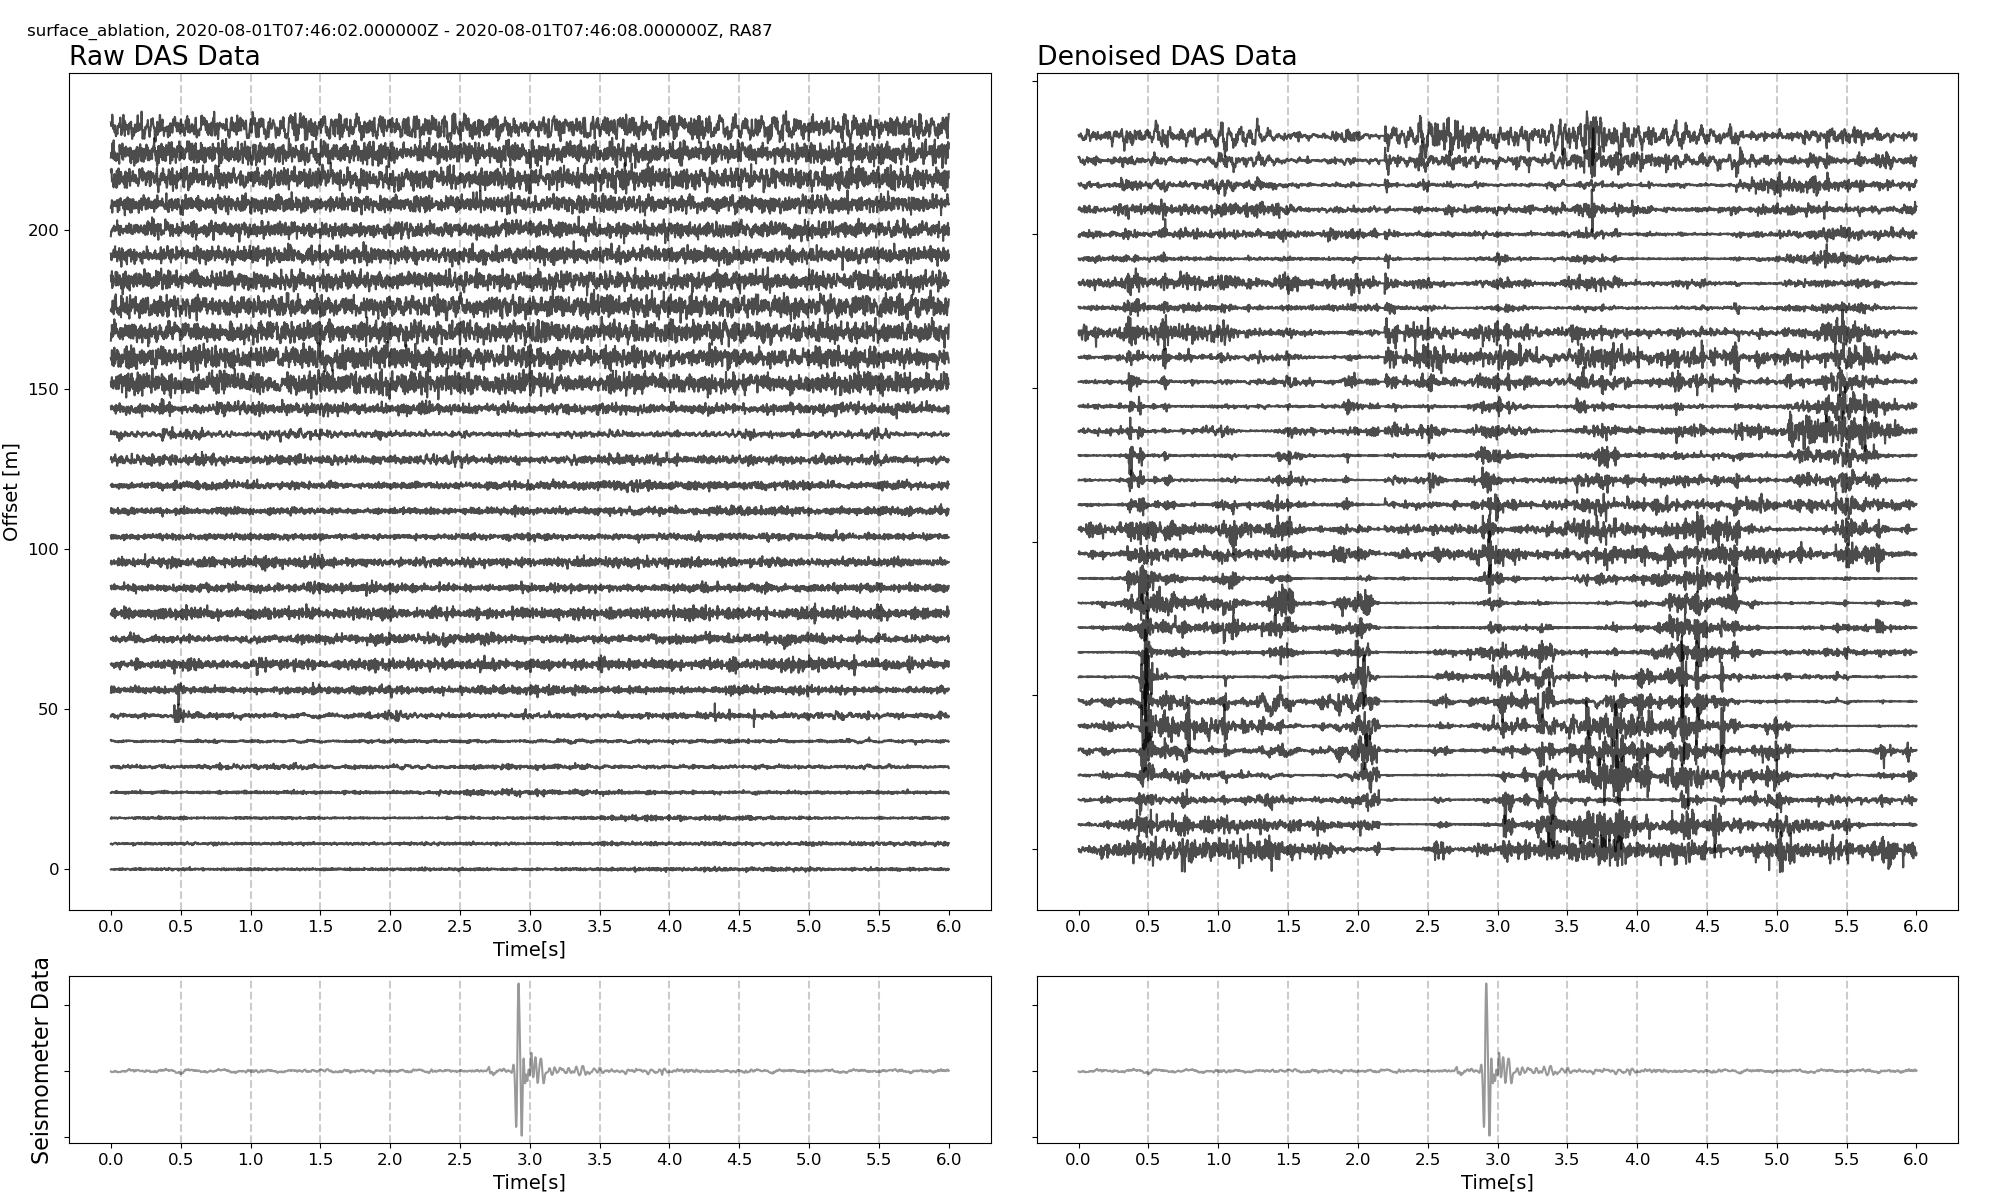 surface_ablation, 2020-08-01T07:46:02.000000Z - 2020-08-01T07:46:08.000000Z, RA87
Raw DAS Data
Denoised DAS Data
Offset [m]
200
150
100
50
0
0.0 0.5 1.0 1.5 2.0 2.5 3.0 3.5 4.0 4.5 5.0 5.5 6.0
Time[s]
0.0 0.5 1.0 1.5 2.0 2.5 3.0 3.5 4.0 4.5 5.0 5.5 6.0
Seismometer Data
0.0 0.5 1.0 1.5 2.0 2.5 3.0 3.5 4.0 4.5 5.0 5.5 6.0
Time[s]
0.0 0.5 1.0 1.5 2.0 2.5 3.0 3.5 4.0 4.5 5.0 5.5 6.0
Time[s]